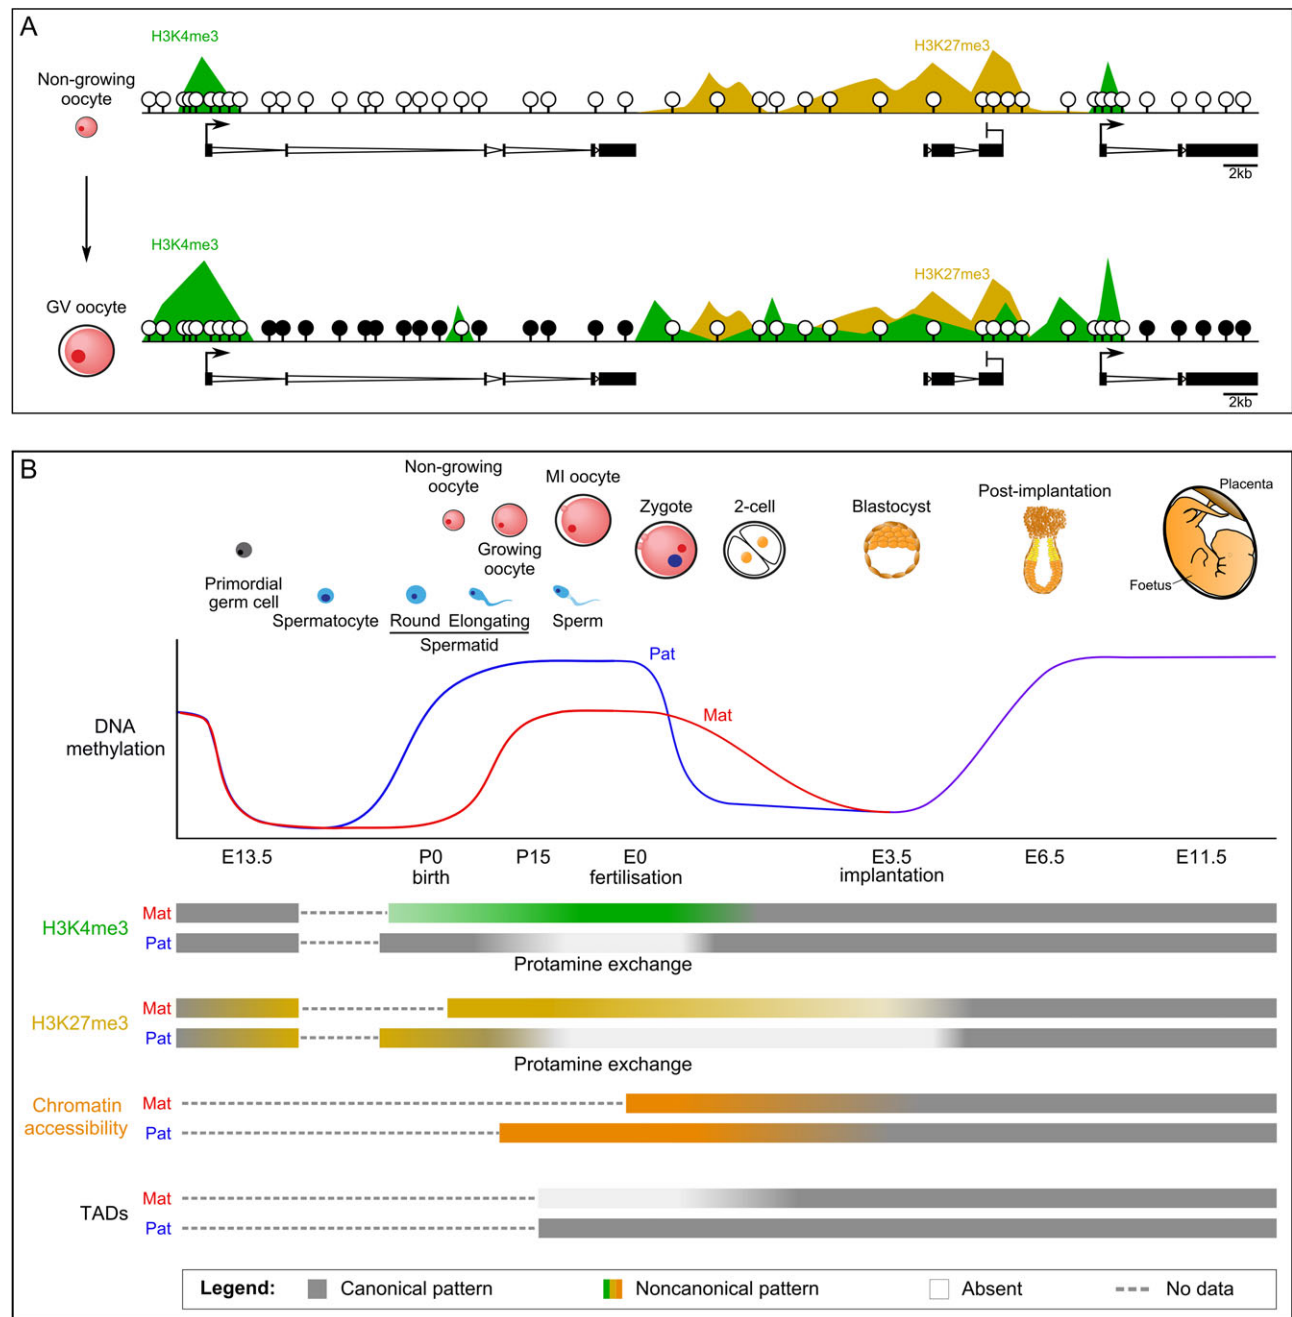 A
H3K4me3
H3K27me3
Non-growing
oocyte
2kb
H3K4me3
H3K27me3
GV oocyte
2kb
B
Non-growing
oocyte
MI oocyte
Zygote
2-cell
Blastocyst
Post-implantation
Placenta
Growing
oocyte
Foetus
Primordial
germ cell
Spermatocyte
Round
Elongating
Sperm
Spermatid
Pat
Mat
DNA
methylation
E13.5
P0
birth
P15
E0
fertilisation
E3.5
implantation
E6.5
E11.5
H3K4me3
Mat
Pat
Protamine exchange
H3K27me3
Mat
Pat
Protamine exchange
Chromatin
accessibility
Mat
Pat
TADs
Mat
Pat
Legend:
Canonical pattern
Noncanonical pattern
Absent
No data